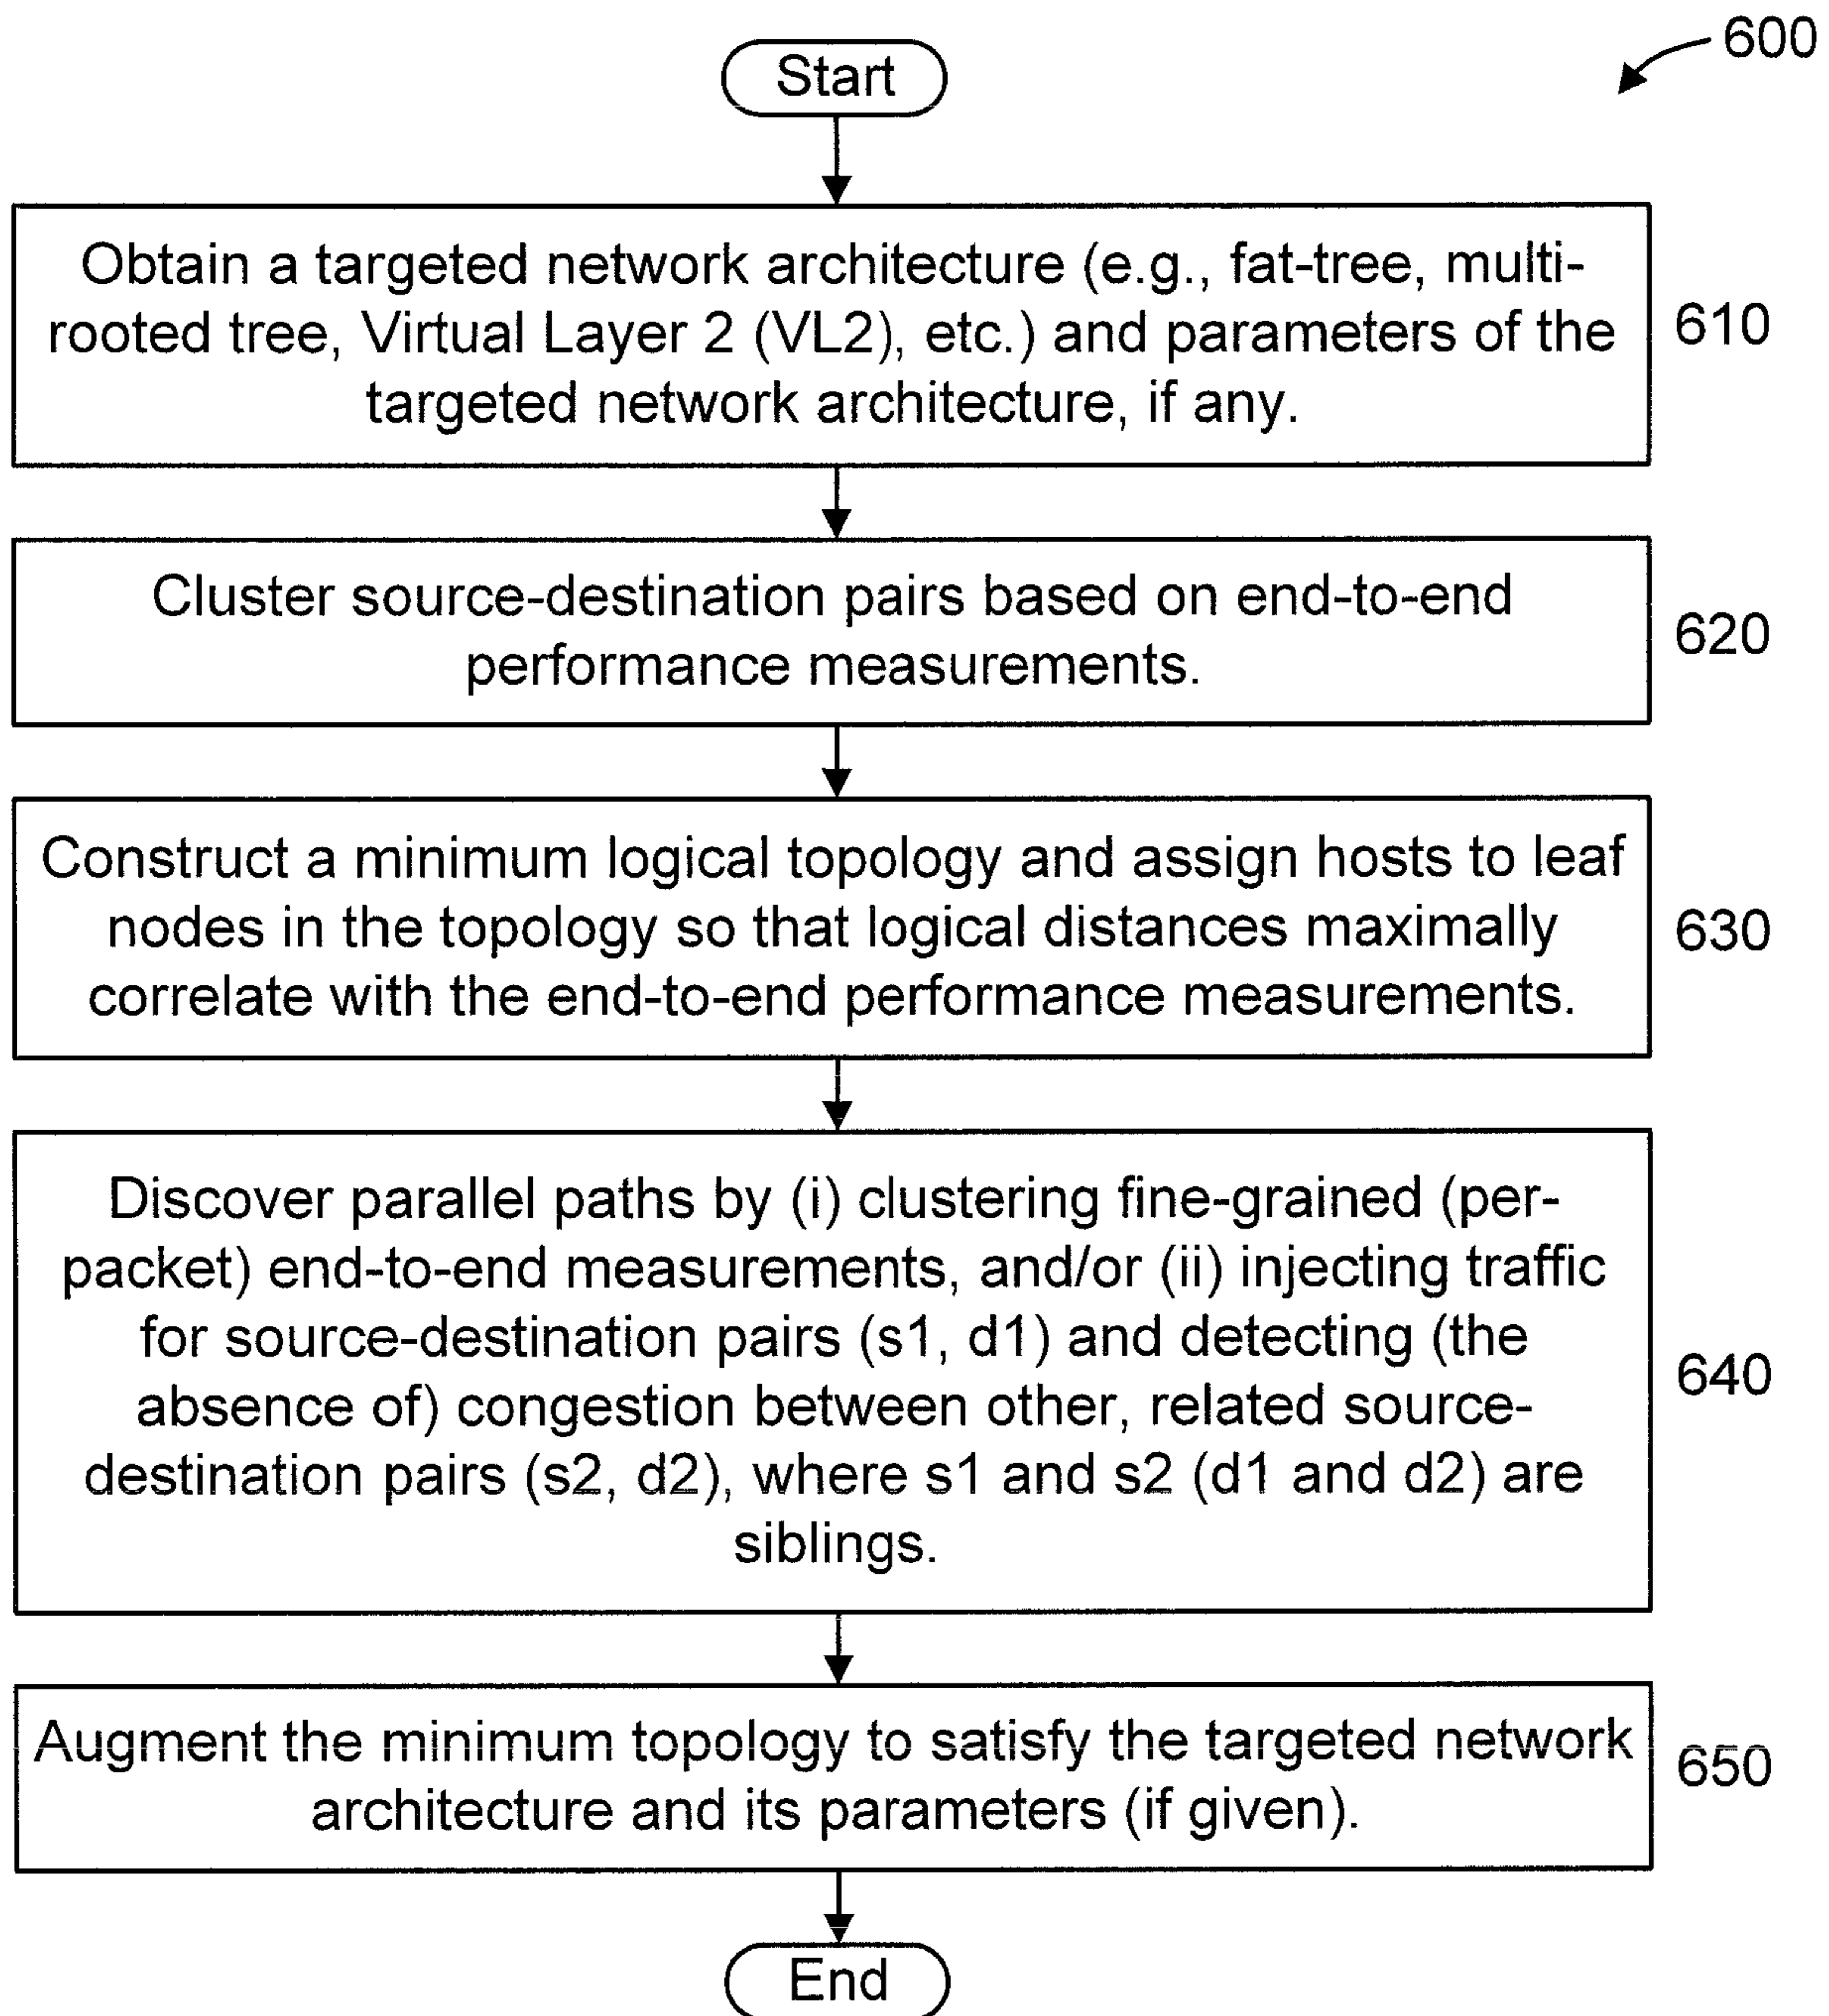 600
Start
Obtain a targeted network architecture (e.g., fat-tree, multi-
rooted tree, Virtual Layer 2 (VL2), etc.) and parameters of the
targeted network architecture, if any.
610
Cluster source-destination pairs based on end-to-end
performance measurements.
620
Construct a minimum logical topology and assign hosts to leaf
nodes in the topology so that logical distances maximally
correlate with the end-to-end performance measurements.
630
Discover parallel paths by (i) clustering fine-grained (per-
packet) end-to-end measurements, and/or (ii) injecting traffic
for source-destination pairs (s1, d1) and detecting (the
absence of) congestion between other, related source-
destination pairs (s2, d2), where s1 and s2 (d1 and d2) are
siblings.
640
Augment the minimum topology to satisfy the targeted network
architecture and its parameters (if given).
650
End